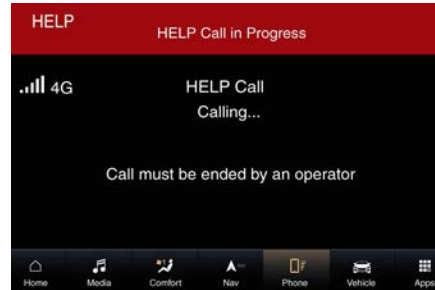 HELP
HELP Call in Progress
4G
HELP Call
Calling...
Call must be ended by an operator
Home
Media
Comfort
Nav
Phone
Vehicle
Apps